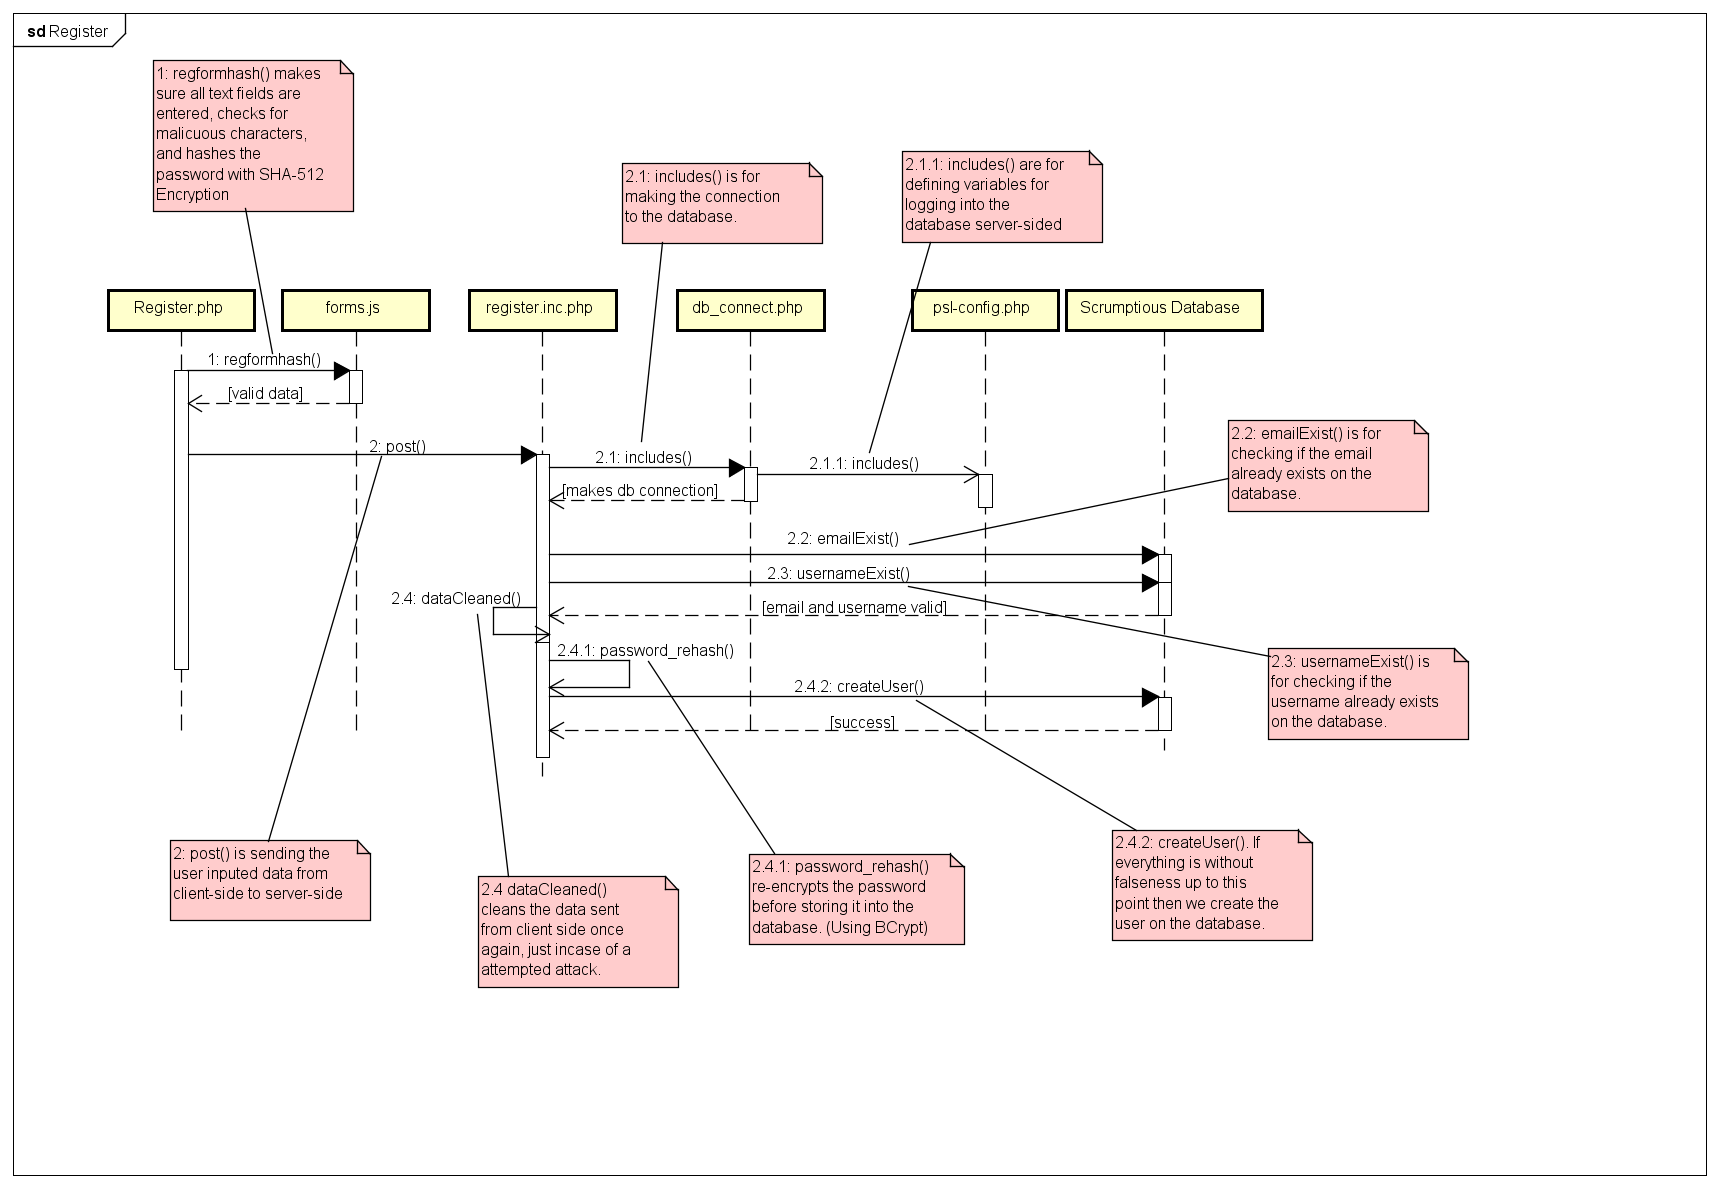 sd Register
1: regformhash() makes
sure all text fields are
entered, checks for
malicuous characters,
and hashes the
password with SHA-512
Encryption
2.1: includes() is for
making the connection
to the database.
2.1.1: includes() are for
defining variables for
logging into the
database server-sided
Register.php
forms.js
register.inc.php
db_connect.php
psl-config.php
Scrumptious Database
1: regformhash()
[valid data]
2: post()
2.1: includes()
2.1.1: includes()
[makes db connection]
2.2: emailExist() is for
checking if the email
already exists on the
database.
2.2: emailExist()
2.3: usernameExist()
2.4: dataCleaned()
[email and username valid]
2.4.1: password_rehash()
2.3: usernameExist() is
for checking if the
username already exists
on the database.
2.4.2: createUser()
[success]
2: post() is sending the
user inputed data from
client-side to server-side
2.4 dataCleaned()
cleans the data sent
from client side once
again, just incase of a
attempted attack.
2.4.1: password_rehash()
re-encrypts the password
before storing it into the
database. (Using BCrypt)
2.4.2: createUser(). If
everything is without
falseness up to this
point then we create the
user on the database.